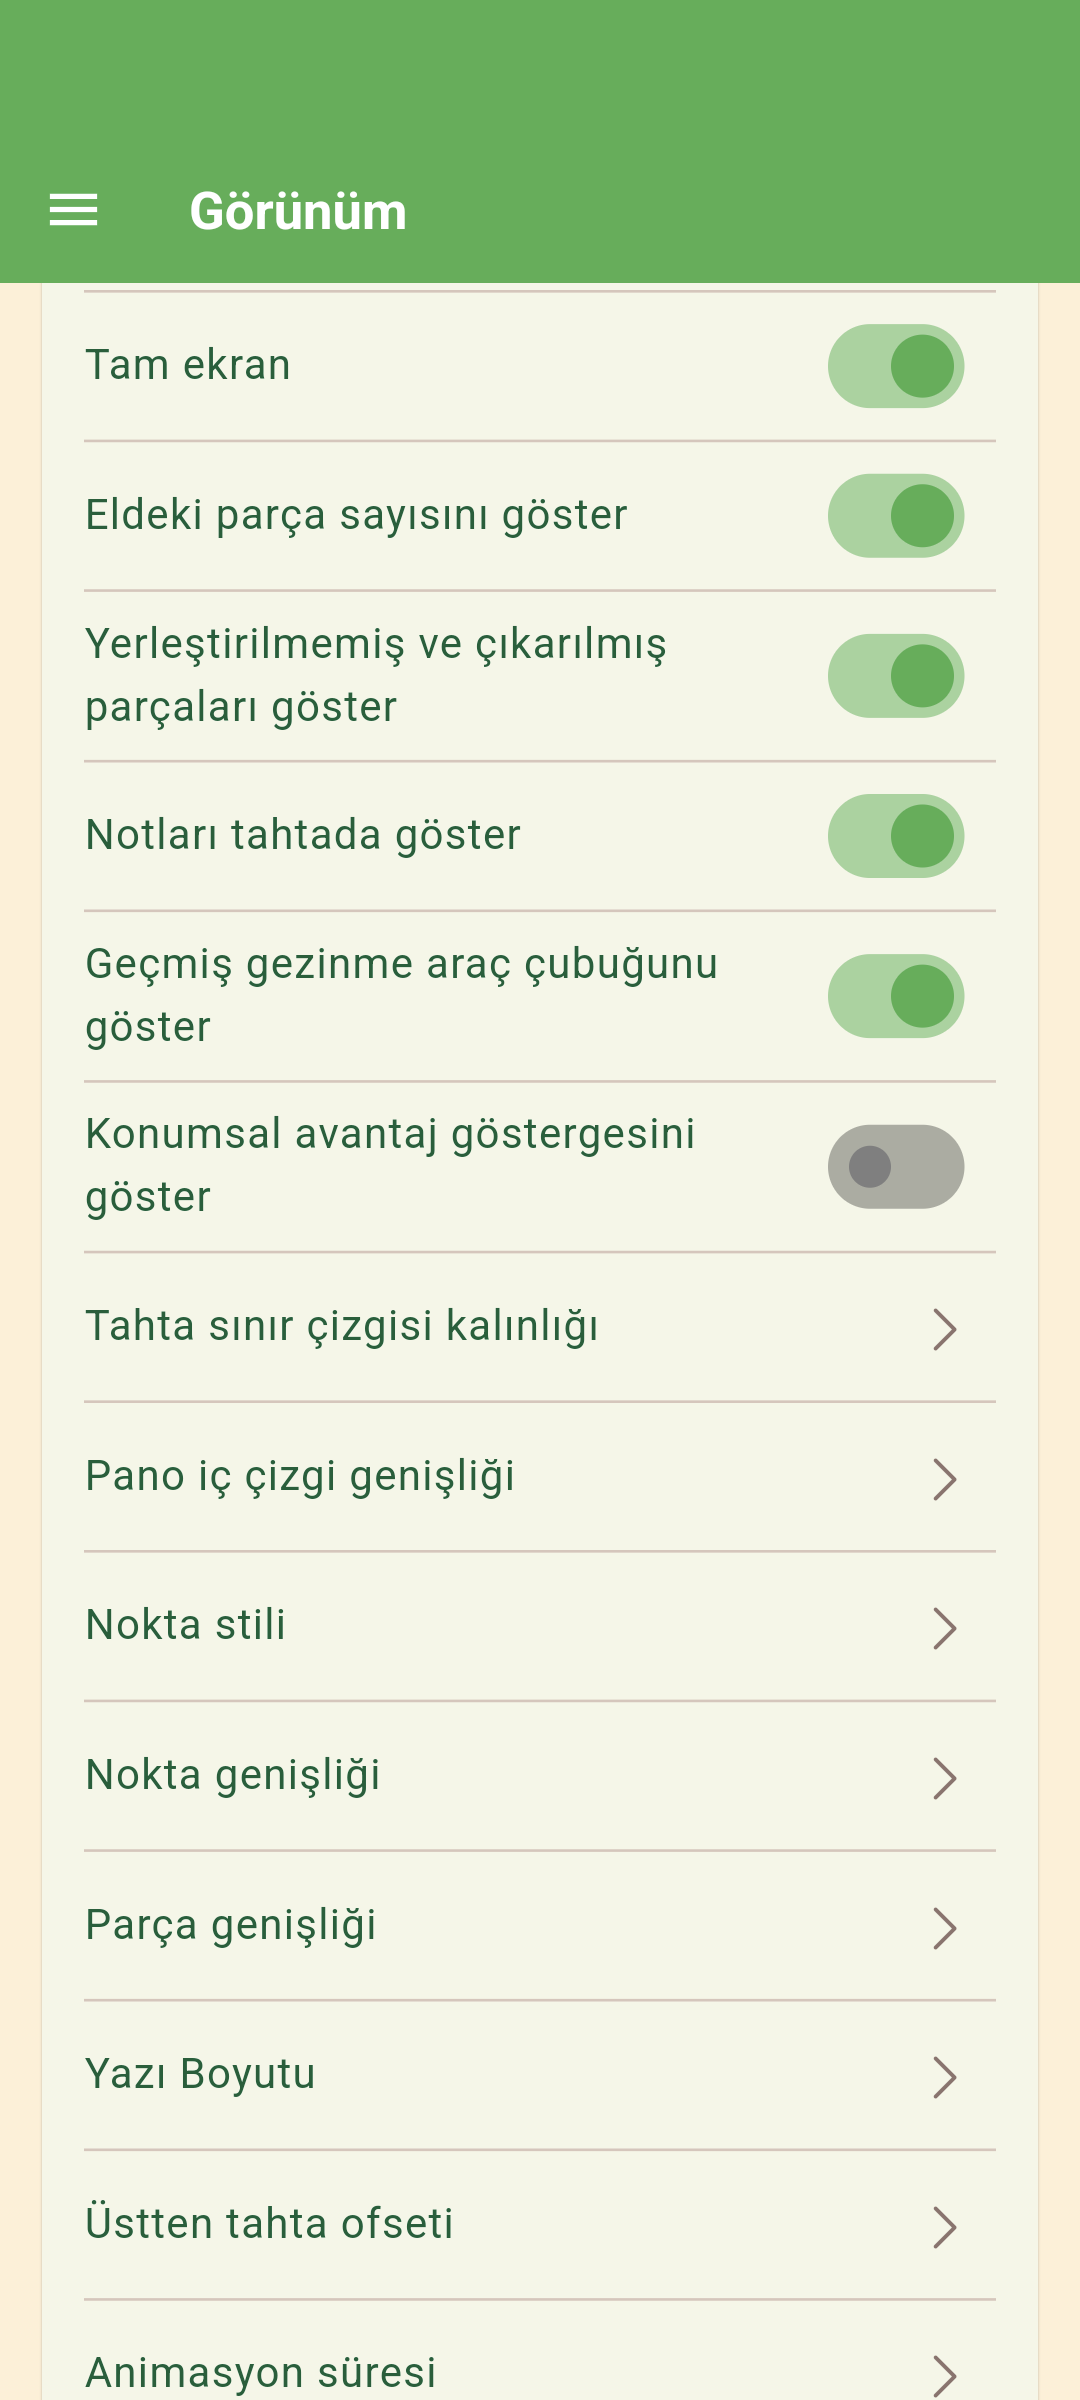 Görünüm
Tam ekran
Eldeki parça sayısını göster
Yerleştirilmemiş ve çıkarılmış
parçaları göster
Notları tahtada göster
Geçmiş gezinme araç çubuğunu
göster
Konumsal avantaj göstergesini
göster
Tahta sınır çizgisi kalınlığı
Pano iç çizgi genişliği
Nokta stili
Nokta genişliği
Parça genişliği
Yazı Boyutu
Üstten tahta ofseti
Animasyon süresi